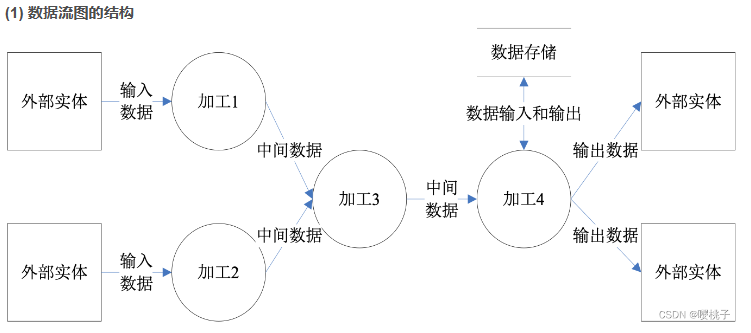 (1) 数据流图的结构
数据存储
外部实体
输入
数据
加工1
数据输入和输出
外部实体
中间数据
输出数据
加工3
中间
数据
加工4
中间数据
输出数据
外部实体
输入
数据
加工2
外部实体
CSDN @嘤桃子